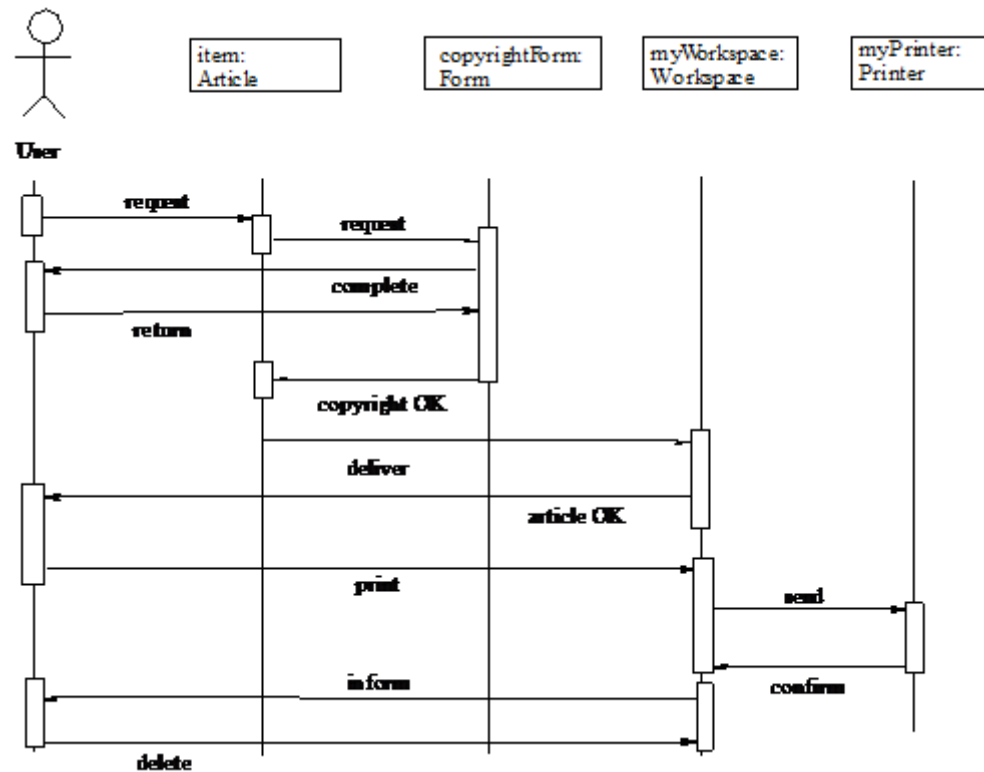 item:
Article
copyrightForm:
Form
myWorkspace:
Workspace
myPrinter:
Printer
User
request
request
complete
return
copyright OK
deliver
article OK
print
send
inform
confirm
delete